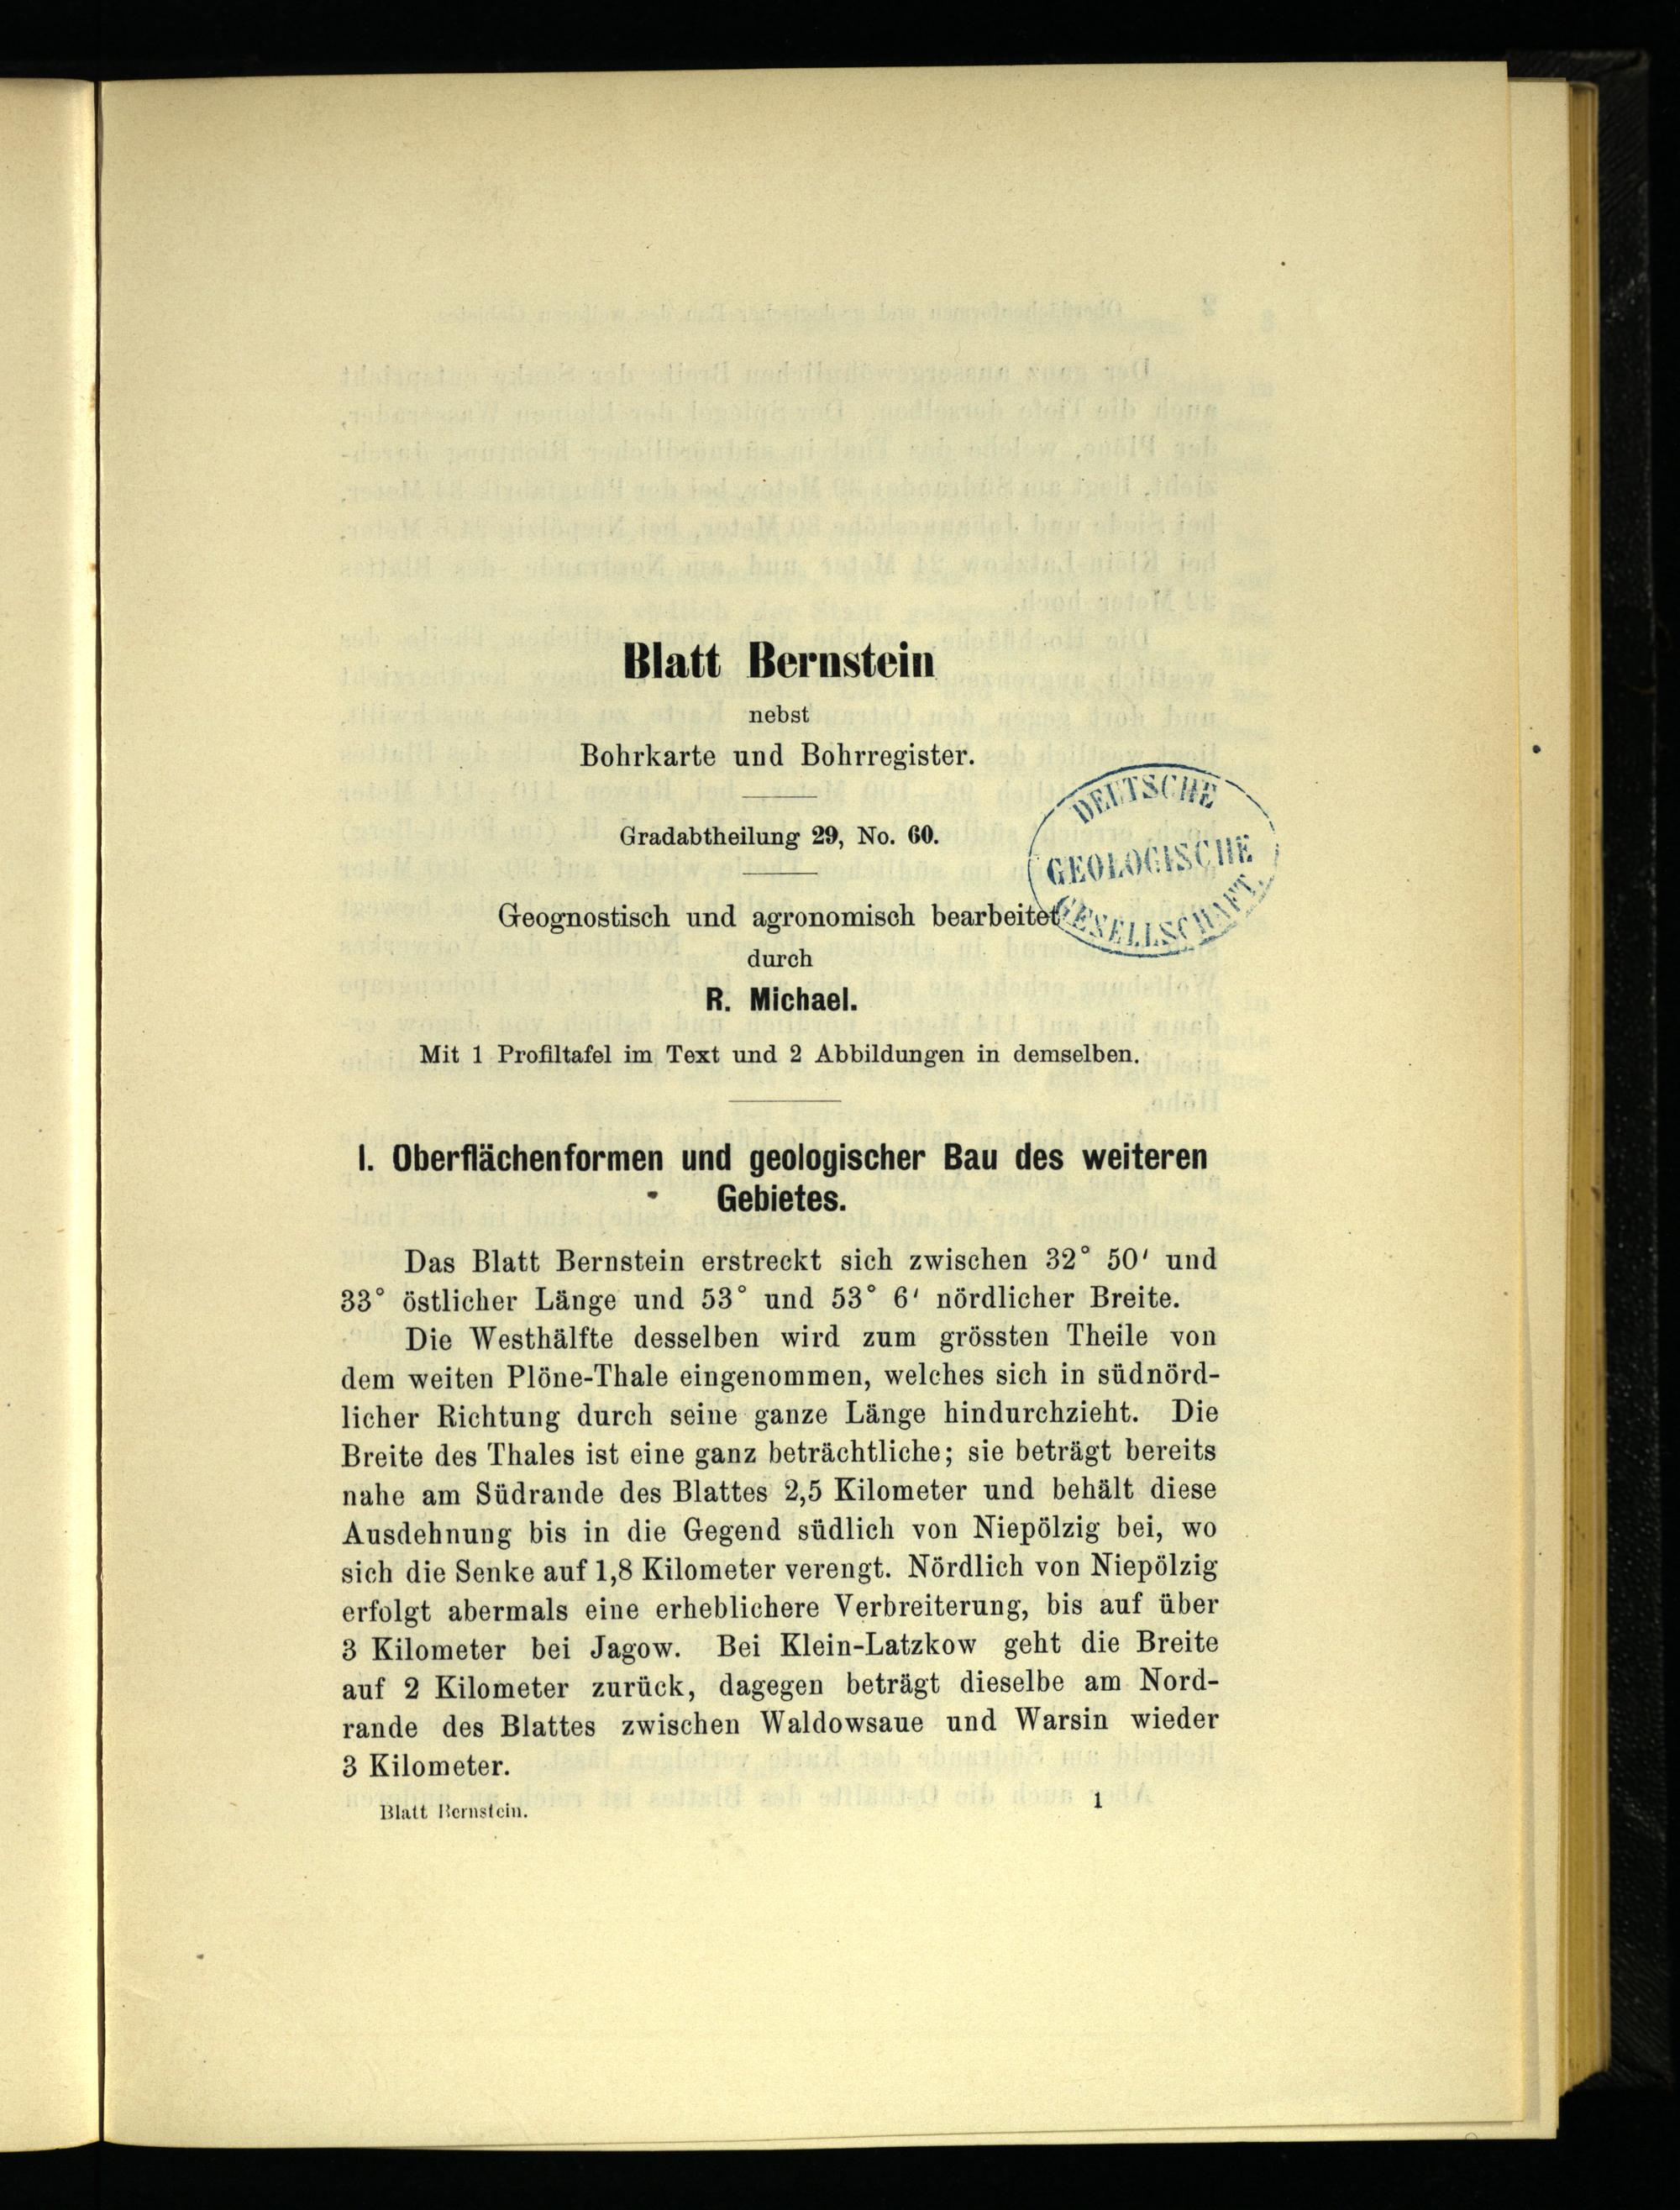 Blatt Bernstein
nebst
Bohrkarte und Bohrregister.
Gradabtheilung 29, No. 60.
DEUTSCHE
GEOLOGISCHE
GESELLSCHAFT.
Geognostisch und agronomisch bearbeitet
durch
R. Michael.
Mit 1 Profiltafel im Text und 2 Abbildungen in demselben.
I. Oberflächenformen und geologischer Bau des weiteren
Gebietes.
Das Blatt Bernstein erstreckt sich zwischen 32° 50′ und
33° östlicher Länge und 53° und 53° 6′ nördlicher Breite.
Die Westhälfte desselben wird zum grössten Theile von
dem weiten Plöne-Thale eingenommen, welches sich in südnörd-
licher Richtung durch seine ganze Länge hindurchzieht. Die
Breite des Thales ist eine ganz beträchtliche; sie beträgt bereits
nahe am Südrande des Blattes 2,5 Kilometer und behält diese
Ausdehnung bis in die Gegend südlich von Niepölzig bei, wo
sich die Senke auf 1,8 Kilometer verengt. Nördlich von Niepölzig
erfolgt abermals eine erheblichere Verbreiterung, bis auf über
3 Kilometer bei Jagow. Bei Klein-Latzkow geht die Breite
auf 2 Kilometer zurück, dagegen beträgt dieselbe am Nord-
rande des Blattes zwischen Waldowsaue und Warsin wieder
3 Kilometer.
Blatt Bernstein. 1